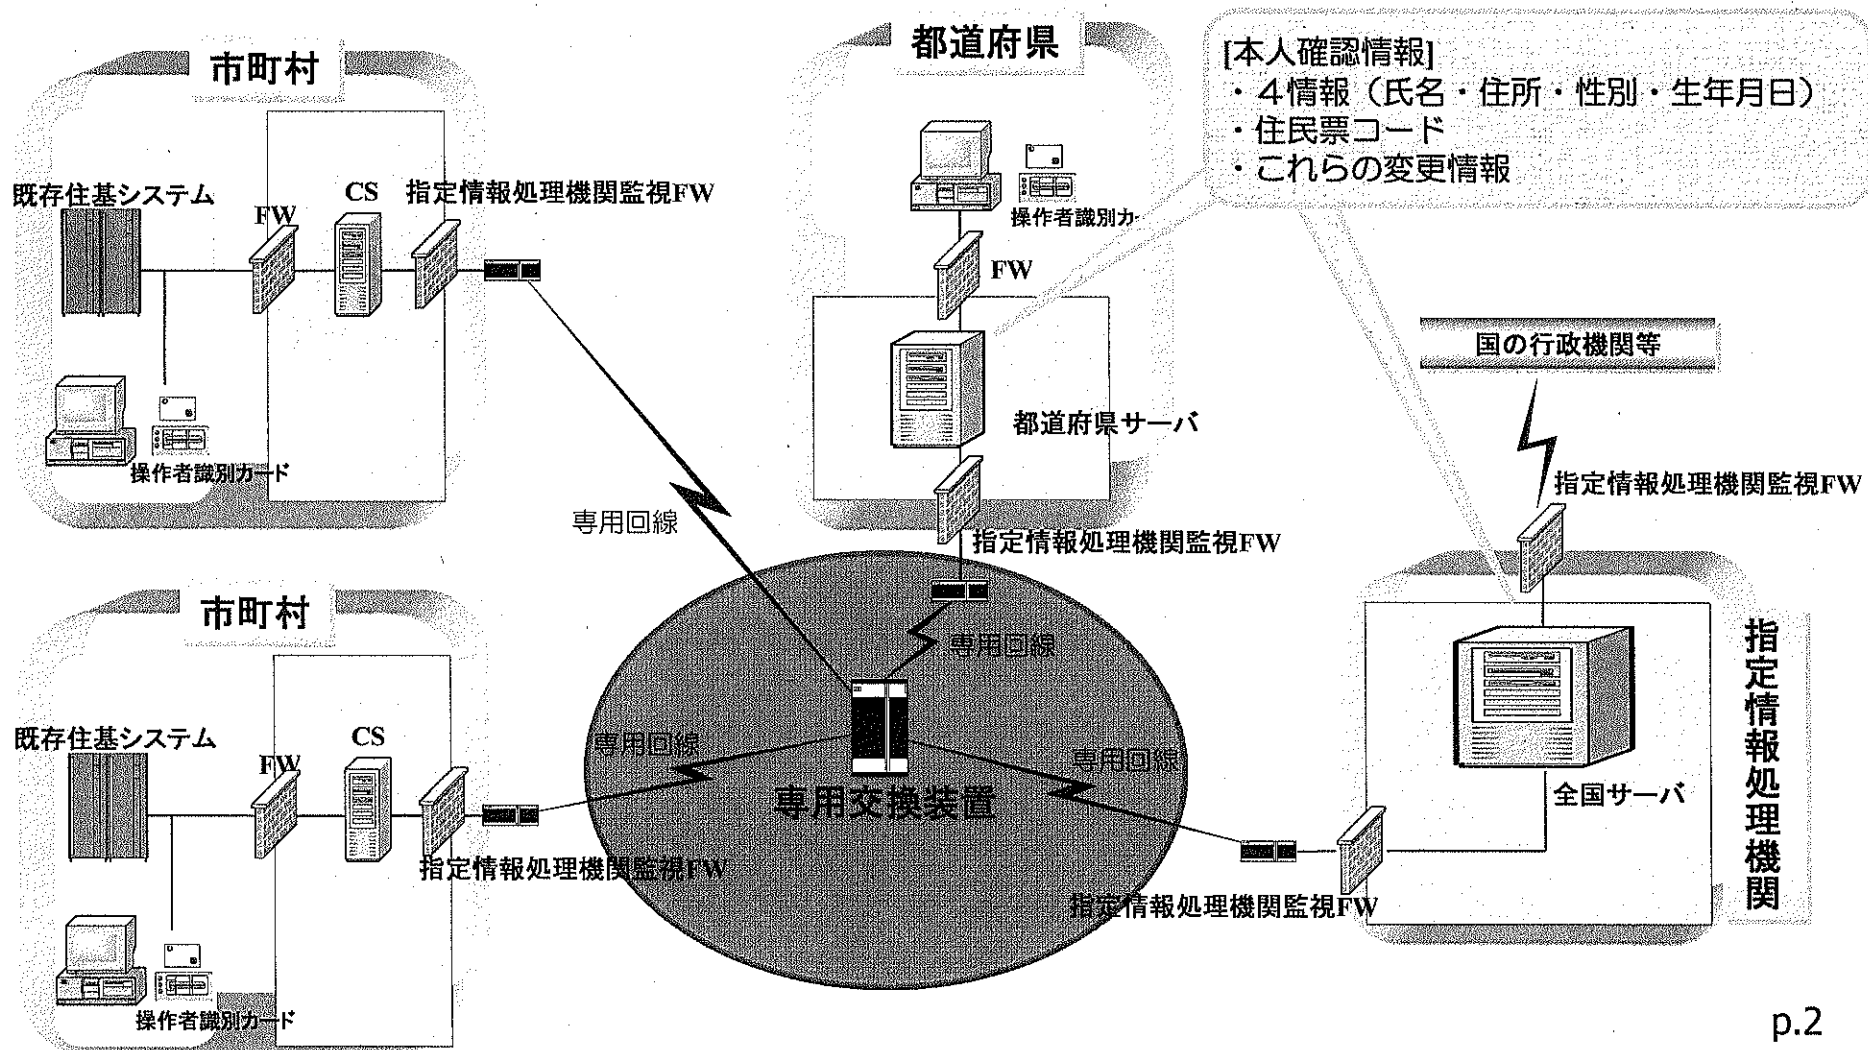 市町村
既存住基システム
FW
CS
指定情報処理機関監視FW
操作者識別カード
専用回線
都道府県
操作者識別カ
FW
都道府県サーバ
指定情報処理機関監視FW
[本人確認情報]
・４情報（氏名・住所・性別・生年月日）
・住民票コード
・これらの変更情報
国の行政機関等
指定情報処理機関監視FW
市町村
既存住基システム
FW
CS
指定情報処理機関監視FW
操作者識別カード
専用回線
専用回線
専用回線
専用交換装置
全国サーバ
指定情報処理機関監視FW
指定情報処理機関
p.2